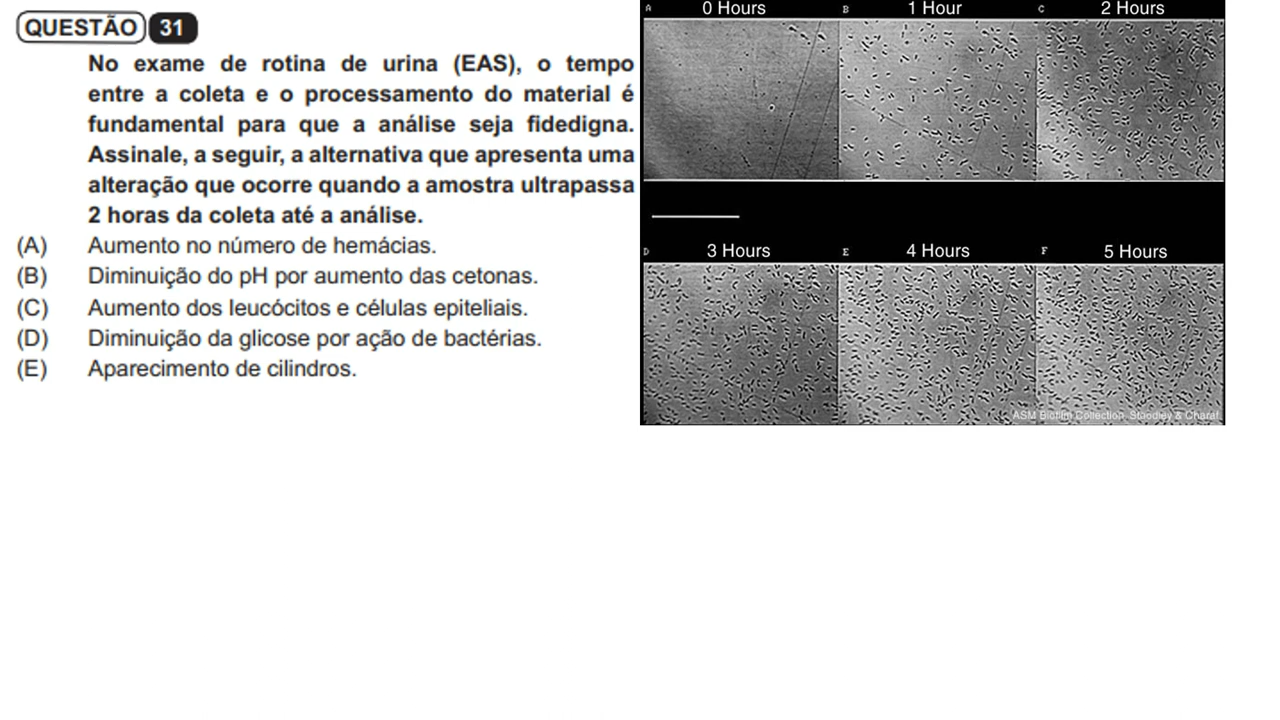 QUESTÃO 31
No exame de rotina de urina (EAS), o tempo
entre a coleta e o processamento do material é
fundamental para que a análise seja fidedigna.
Assinale, a seguir, a alternativa que apresenta uma
alteração que ocorre quando a amostra ultrapassa
2 horas da coleta até a análise.
(A) Aumento no número de hemácias.
(B) Diminuição do pH por aumento das cetonas.
(C) Aumento dos leucócitos e células epiteliais.
(D) Diminuição da glicose por ação de bactérias.
(E) Aparecimento de cilindros.
A 0 Hours B 1 Hour C 2 Hours
D 3 Hours E 4 Hours F 5 Hours
ASM Biofilm Collection, Stoodley & Charaf